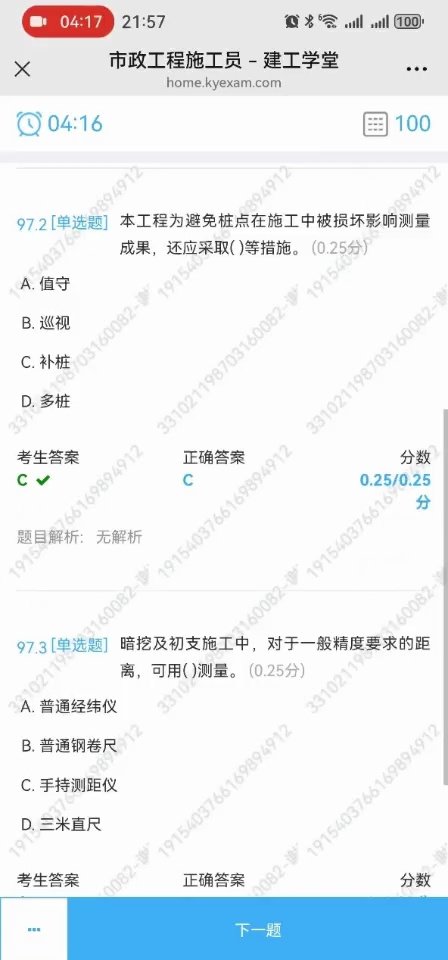 04:17 21:57 6 100
市政工程施工员 – 建工学堂
home.kyexam.com
04:16 100
97.2 [单选题] 本工程为避免桩点在施工中被损坏影响测量
成果，还应采取( )等措施。(0.25分)
A. 值守
B. 巡视
C. 补桩
D. 多桩
考生答案 正确答案 分数
C C 0.25/0.25
分
题目解析： 无解析
97.3 [单选题] 暗挖及初支施工中，对于一般精度要求的距
离，可用( )测量。(0.25分)
A. 普通经纬仪
B. 普通钢卷尺
C. 手持测距仪
D. 三米直尺
考生答案 正确答案 分数
下一题